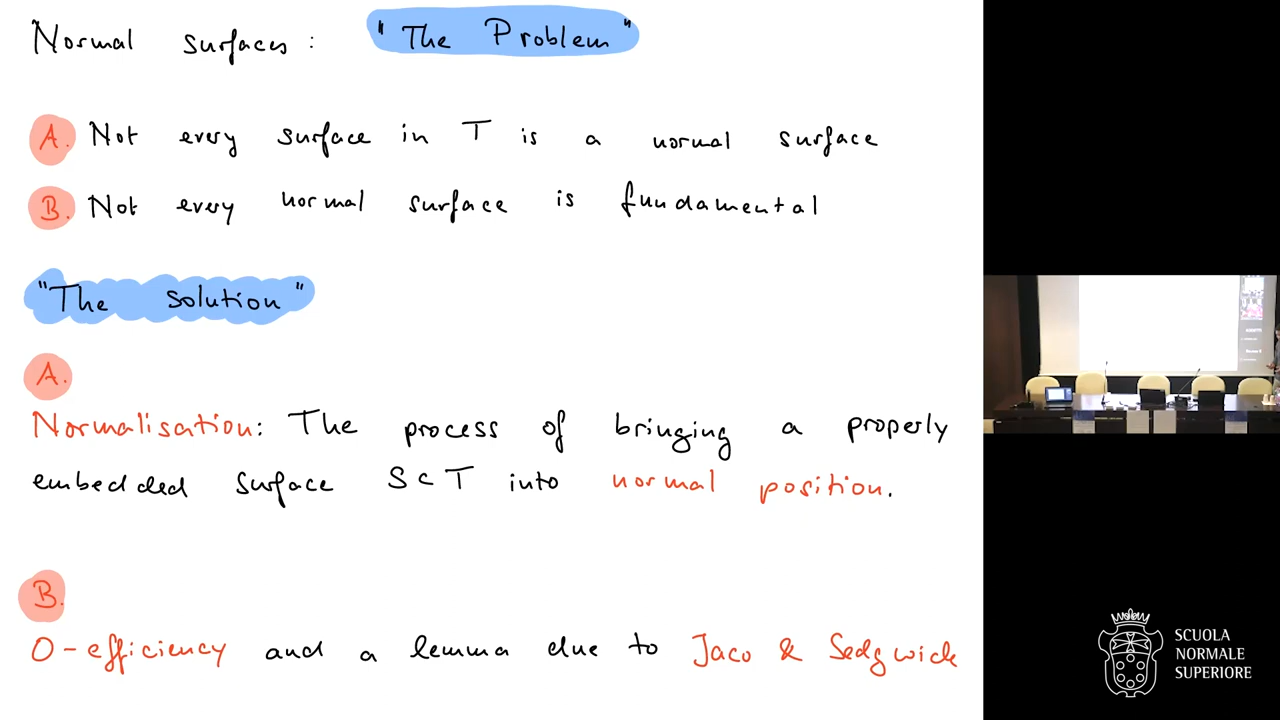 Normal surfaces: "The Problem"
A. Not every surface in T is a normal surface
B. Not every normal surface is fundamental
"The solution"
A.
Normalisation: The process of bringing a properly
embedded surface S ⊂ T into normal position.
B.
0-efficiency and a lemma due to Jaco & Sedgwick
SCUOLA
NORMALE
SUPERIORE